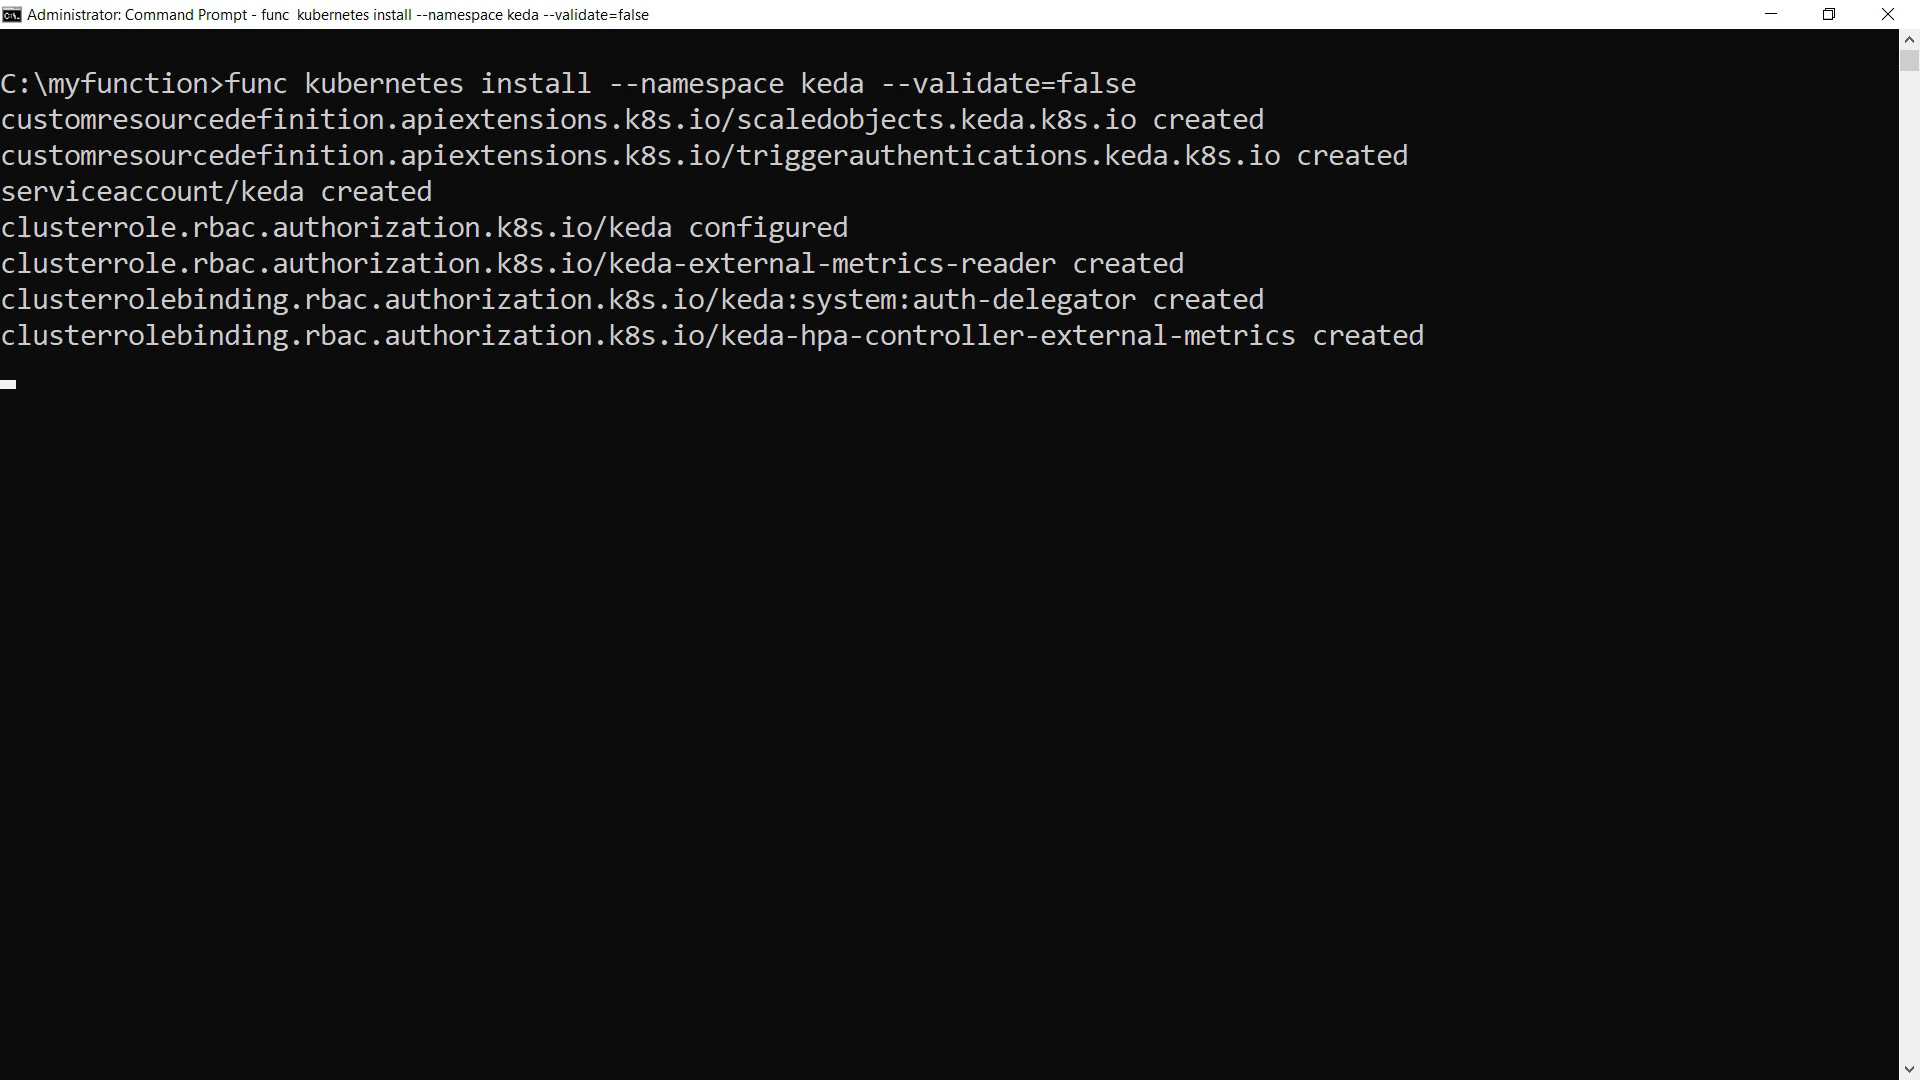 Administrator: Command Prompt - func  kubernetes install --namespace keda --validate=false
C:\myfunction>func kubernetes install --namespace keda --validate=false
customresourcedefinition.apiextensions.k8s.io/scaledobjects.keda.k8s.io created
customresourcedefinition.apiextensions.k8s.io/triggerauthentications.keda.k8s.io created
serviceaccount/keda created
clusterrole.rbac.authorization.k8s.io/keda configured
clusterrole.rbac.authorization.k8s.io/keda-external-metrics-reader created
clusterrolebinding.rbac.authorization.k8s.io/keda:system:auth-delegator created
clusterrolebinding.rbac.authorization.k8s.io/keda-hpa-controller-external-metrics created